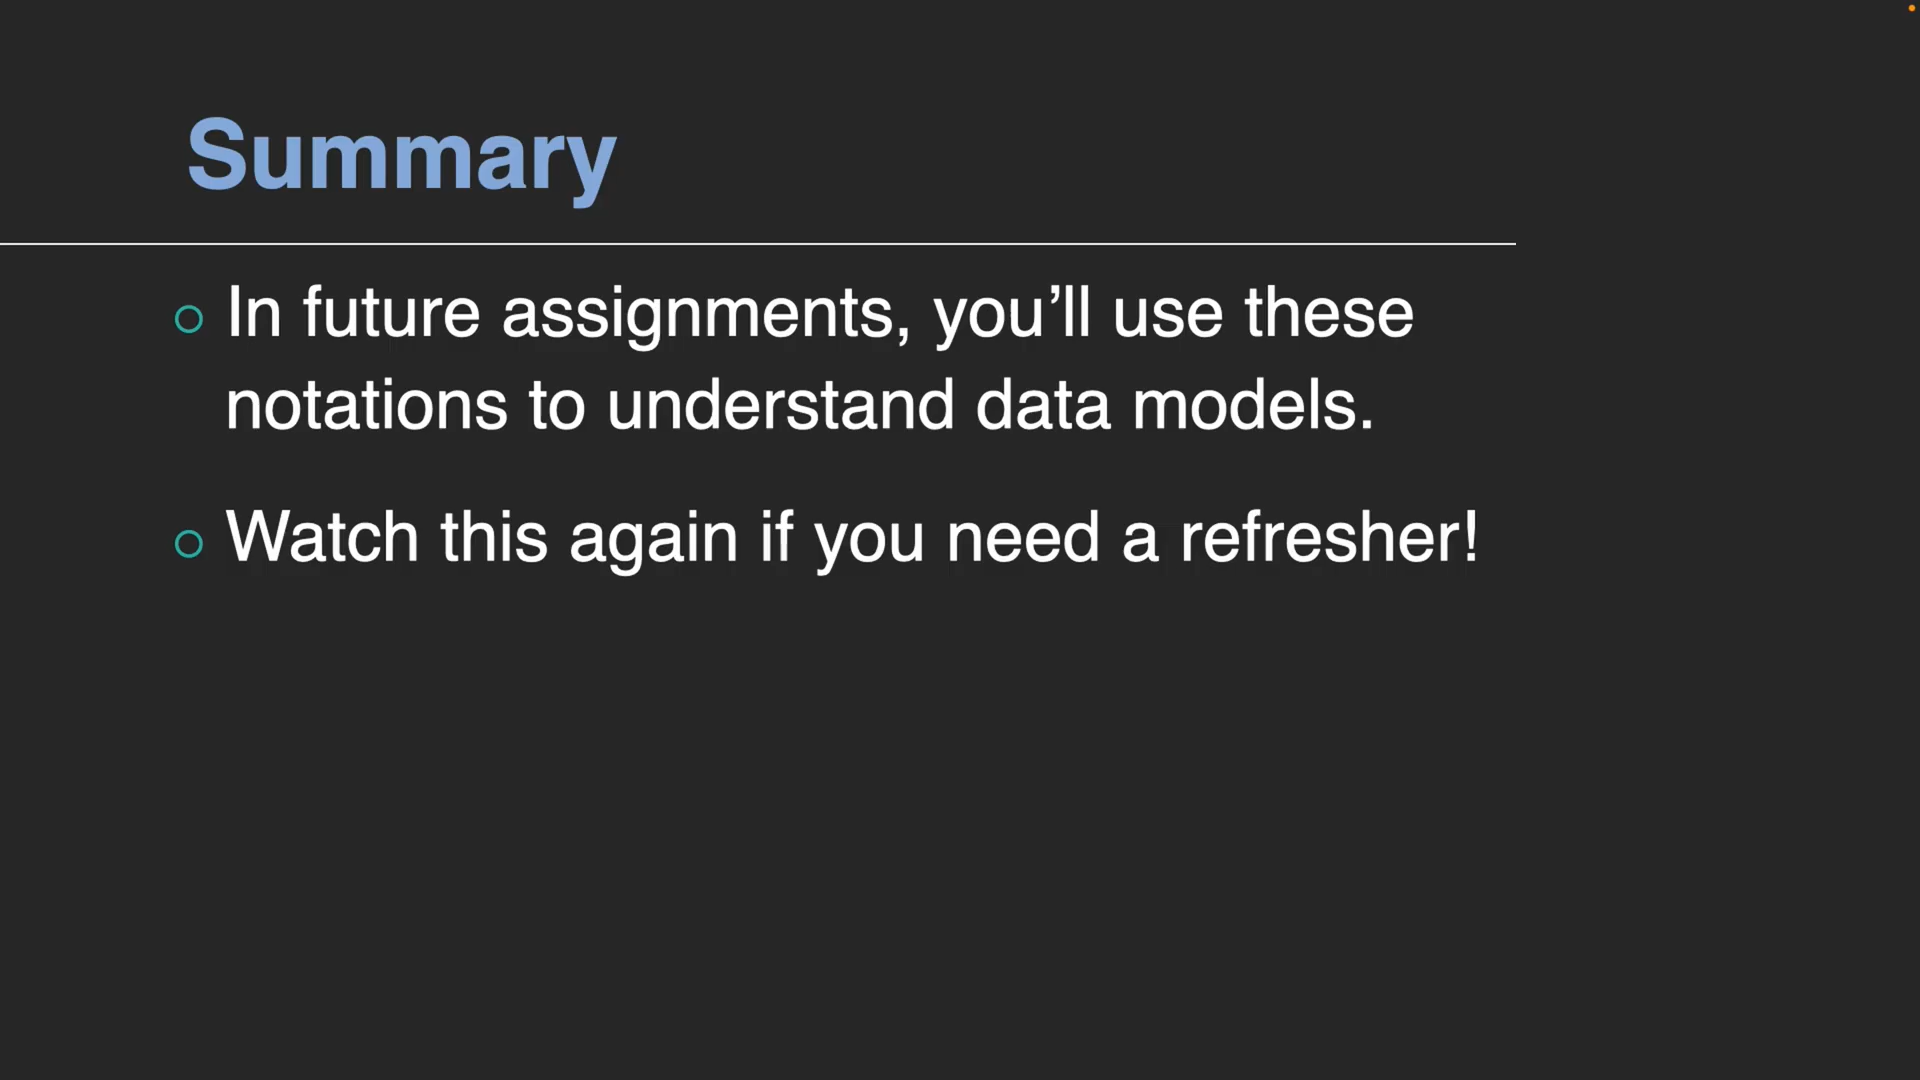 Summary
In future assignments, you’ll use these
notations to understand data models.
Watch this again if you need a refresher!